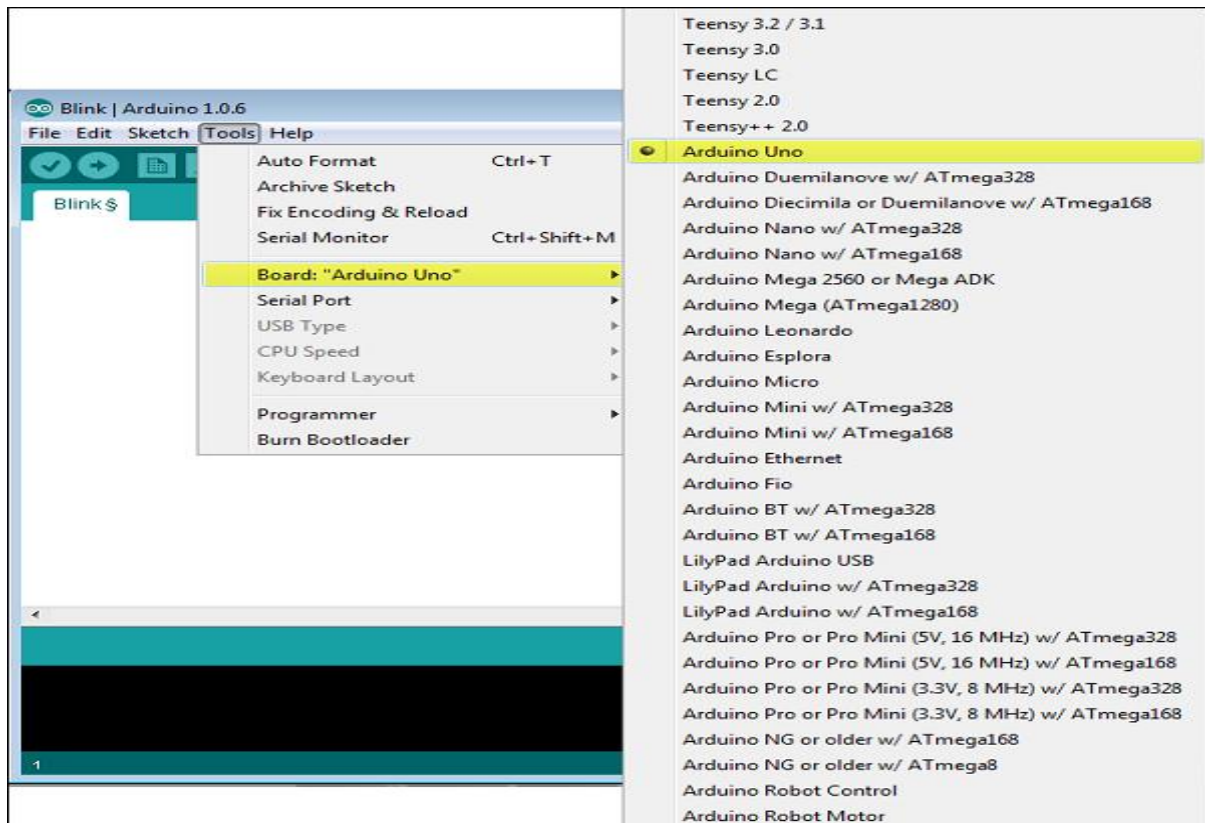 Blink | Arduino 1.0.6
File Edit Sketch Tools Help
Blink §
Auto Format Ctrl+T
Archive Sketch
Fix Encoding & Reload
Serial Monitor Ctrl+Shift+M
Board: "Arduino Uno"
Serial Port
USB Type
CPU Speed
Keyboard Layout
Programmer
Burn Bootloader
1
Teensy 3.2 / 3.1
Teensy 3.0
Teensy LC
Teensy 2.0
Teensy++ 2.0
Arduino Uno
Arduino Duemilanove w/ ATmega328
Arduino Diecimila or Duemilanove w/ ATmega168
Arduino Nano w/ ATmega328
Arduino Nano w/ ATmega168
Arduino Mega 2560 or Mega ADK
Arduino Mega (ATmega1280)
Arduino Leonardo
Arduino Esplora
Arduino Micro
Arduino Mini w/ ATmega328
Arduino Mini w/ ATmega168
Arduino Ethernet
Arduino Fio
Arduino BT w/ ATmega328
Arduino BT w/ ATmega168
LilyPad Arduino USB
LilyPad Arduino w/ ATmega328
LilyPad Arduino w/ ATmega168
Arduino Pro or Pro Mini (5V, 16 MHz) w/ ATmega328
Arduino Pro or Pro Mini (5V, 16 MHz) w/ ATmega168
Arduino Pro or Pro Mini (3.3V, 8 MHz) w/ ATmega328
Arduino Pro or Pro Mini (3.3V, 8 MHz) w/ ATmega168
Arduino NG or older w/ ATmega168
Arduino NG or older w/ ATmega8
Arduino Robot Control
Arduino Robot Motor